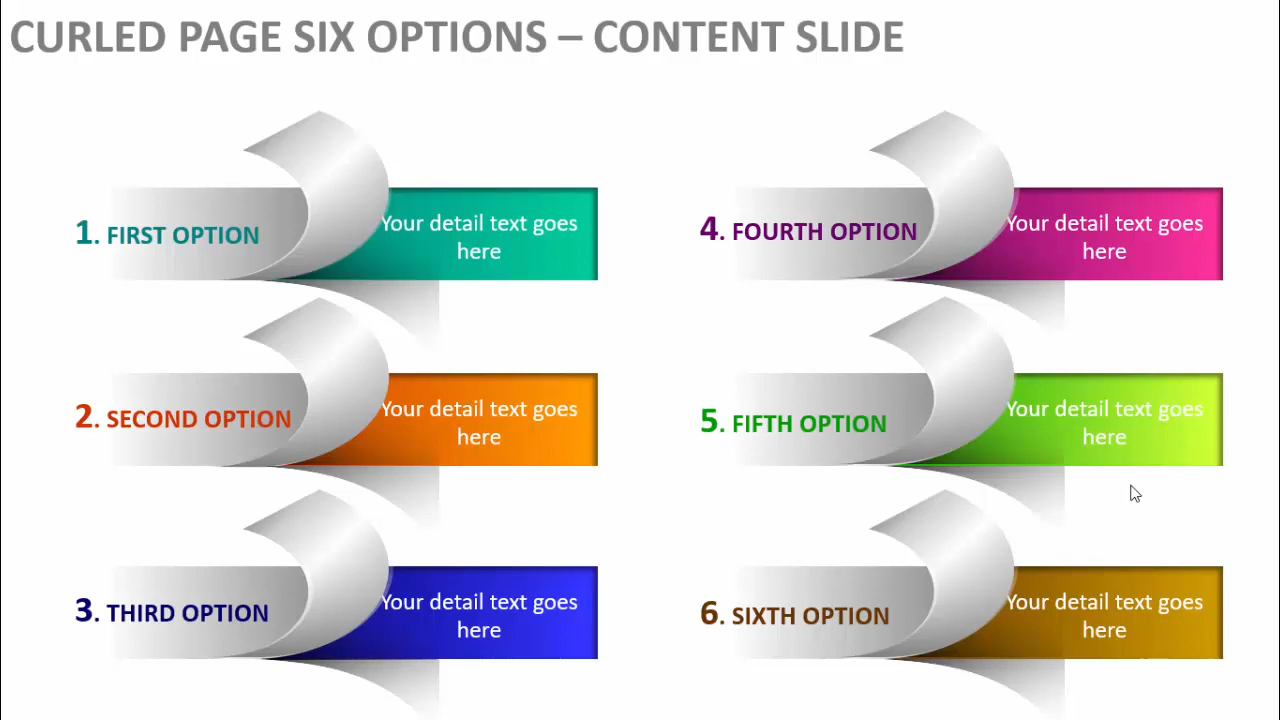 CURLED PAGE SIX OPTIONS – CONTENT SLIDE
1. FIRST OPTION
Your detail text goes
here
2. SECOND OPTION
Your detail text goes
here
3. THIRD OPTION
Your detail text goes
here
4. FOURTH OPTION
Your detail text goes
here
5. FIFTH OPTION
Your detail text goes
here
6. SIXTH OPTION
Your detail text goes
here